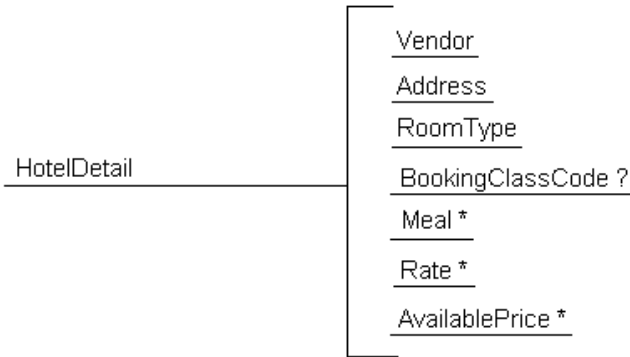 Vendor
Address
RoomType
HotelDetail
BookingClassCode ?
Meal *
Rate *
AvailablePrice *